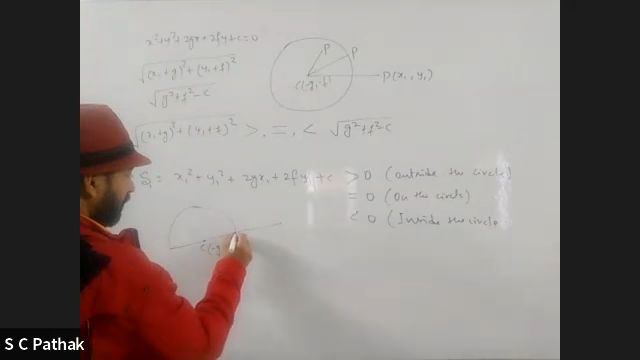 x²+y²+2gx+2fy+c=0
√(x₁+g)²+(y₁+f)²
√g²+f²-c
P
P
P(x₁, y₁)
C(-g,-f)
√(x₁+g)²+(y₁+f)² >, =, < √g²+f²-c
S₁ = x₁²+y₁²+2gx₁+2fy₁+c > 0 (outside the circle)
= 0 (On the circle)
< 0 (Inside the circle
C(-g
S C Pathak